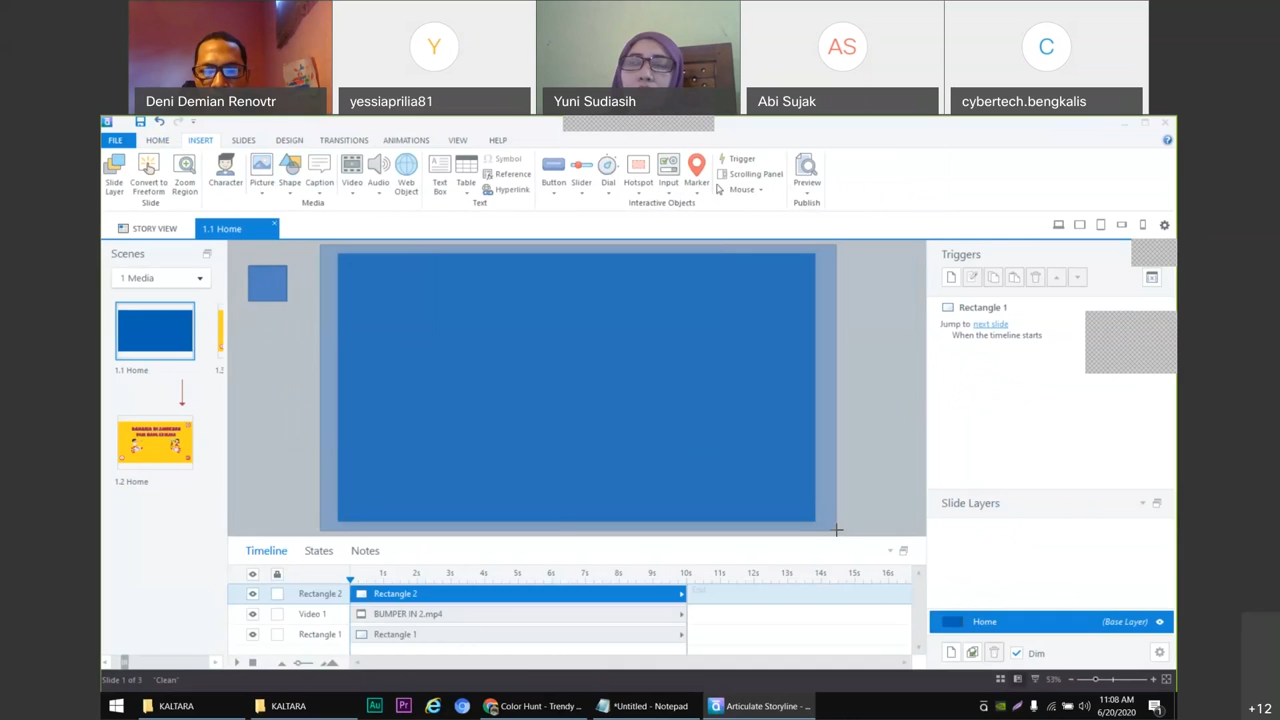 Y
AS
C
Deni Demian Renovtr
yessiaprilia81
Yuni Sudiasih
Abi Sujak
cybertech.bengkalis
FILE HOME INSERT SLIDES DESIGN TRANSITIONS ANIMATIONS VIEW HELP
Slide Layer
Convert to Freeform
Zoom Region
Slide
Character
Picture
Shape
Caption
Video
Audio
Web Object
Media
Text Box
Table
Symbol
Reference
Hyperlink
Text
Button
Slider
Dial
Hotspot
Input
Marker
Trigger
Scrolling Panel
Mouse
Interactive Objects
Preview
Publish
STORY VIEW
1.1 Home
Scenes
1 Media
1.1 Home
1.2 Home
Triggers
Rectangle 1
Jump to next slide
When the timeline starts
Slide Layers
Home (Base Layer)
Dim
Timeline States Notes
1s 2s 3s 4s 5s 6s 7s 8s 9s 10s 11s 12s 13s 14s 15s 16s
Rectangle 2 Rectangle 2 End
Video 1 BUMPER IN 2.mp4
Rectangle 1 Rectangle 1
Slide 1 of 3 "Clean"
53%
KALTARA
KALTARA
Au
Pr
Color Hunt - Trendy ...
*Untitled - Notepad
Articulate Storyline - ...
11:08 AM
6/20/2020
1
+12